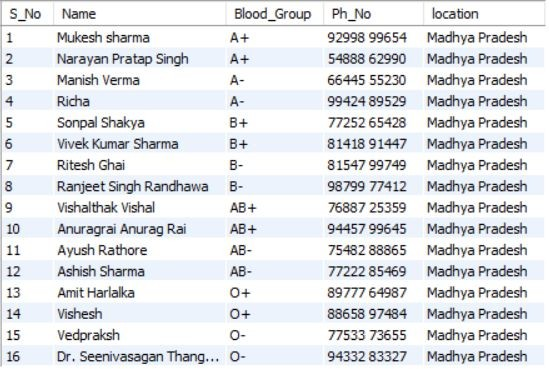 S_No Name Blood_Group Ph_No location
1 Mukesh sharma A+ 92998 99654 Madhya Pradesh
2 Narayan Pratap Singh A+ 54888 62990 Madhya Pradesh
3 Manish Verma A- 66445 55230 Madhya Pradesh
4 Richa A- 99424 89529 Madhya Pradesh
5 Sonpal Shakya B+ 77252 65428 Madhya Pradesh
6 Vivek Kumar Sharma B+ 81418 91447 Madhya Pradesh
7 Ritesh Ghai B- 81547 99749 Madhya Pradesh
8 Ranjeet Singh Randhawa B- 98799 77412 Madhya Pradesh
9 Vishalthak Vishal AB+ 76887 25359 Madhya Pradesh
10 Anuragrai Anurag Rai AB+ 94457 99645 Madhya Pradesh
11 Ayush Rathore AB- 75482 88865 Madhya Pradesh
12 Ashish Sharma AB- 77222 85469 Madhya Pradesh
13 Amit Harlalka O+ 89777 64987 Madhya Pradesh
14 Vishesh O+ 88658 97484 Madhya Pradesh
15 Vedpraksh O- 77533 73655 Madhya Pradesh
16 Dr. Seenivasagan Thang... O- 94332 83327 Madhya Pradesh